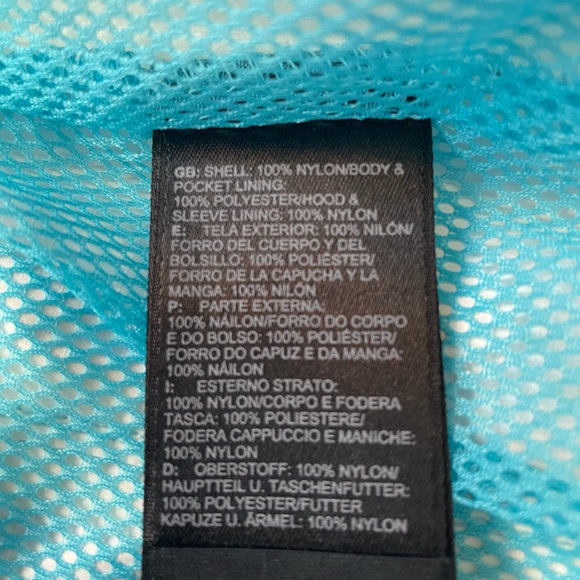 GB: SHELL: 100% NYLON/BODY &
POCKET LINING:
100% POLYESTER/HOOD &
SLEEVE LINING: 100% NYLON
E: TELA EXTERIOR: 100% NILÓN/
FORRO DEL CUERPO Y DEL
BOLSILLO: 100% POLIÉSTER/
FORRO DE LA CAPUCHA Y LA
MANGA: 100% NILÓN
P: PARTE EXTERNA:
100% NÁILON/FORRO DO CORPO
E DO BOLSO: 100% POLIÉSTER/
FORRO DO CAPUZ E DA MANGA:
100% NÁILON
I: ESTERNO STRATO:
100% NYLON/CORPO E FODERA
TASCA: 100% POLIESTERE/
FODERA CAPPUCCIO E MANICHE:
100% NYLON
D: OBERSTOFF: 100% NYLON/
HAUPTTEIL U. TASCHENFUTTER:
100% POLYESTER/FUTTER
KAPUZE U. ÄRMEL: 100% NYLON